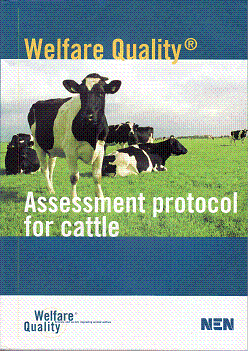 Welfare Quality®
Assessment protocol
for cattle
Welfare
Quality®
NEN